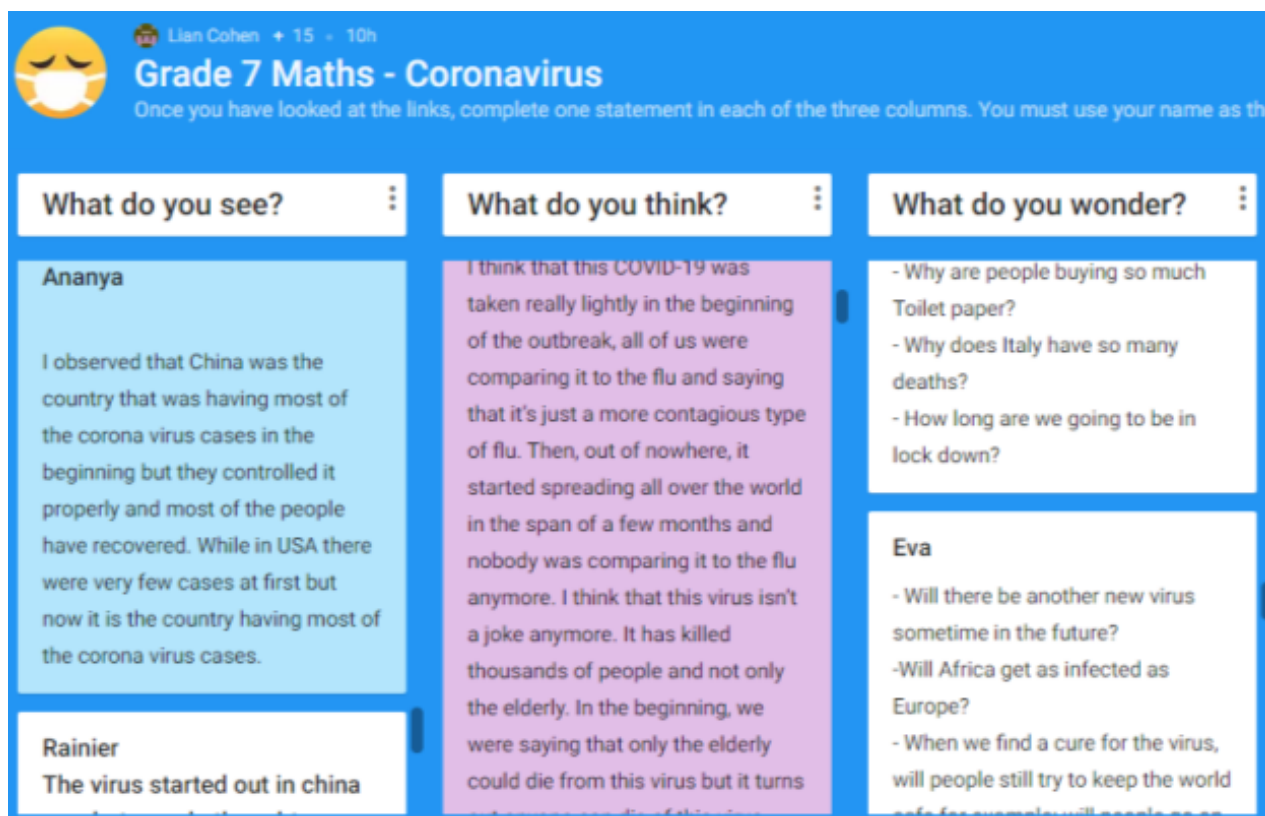 Lian Cohen + 15 • 10h
Grade 7 Maths - Coronavirus
Once you have looked at the links, complete one statement in each of the three columns. You must use your name as th
What do you see?
Ananya
I observed that China was the
country that was having most of
the corona virus cases in the
beginning but they controlled it
properly and most of the people
have recovered. While in USA there
were very few cases at first but
now it is the country having most of
the corona virus cases.
Rainier
The virus started out in china
What do you think?
I think that this COVID-19 was
taken really lightly in the beginning
of the outbreak, all of us were
comparing it to the flu and saying
that it's just a more contagious type
of flu. Then, out of nowhere, it
started spreading all over the world
in the span of a few months and
nobody was comparing it to the flu
anymore. I think that this virus isn't
a joke anymore. It has killed
thousands of people and not only
the elderly. In the beginning, we
were saying that only the elderly
could die from this virus but it turns
What do you wonder?
- Why are people buying so much
Toilet paper?
- Why does Italy have so many
deaths?
- How long are we going to be in
lock down?
Eva
- Will there be another new virus
sometime in the future?
-Will Africa get as infected as
Europe?
- When we find a cure for the virus,
will people still try to keep the world